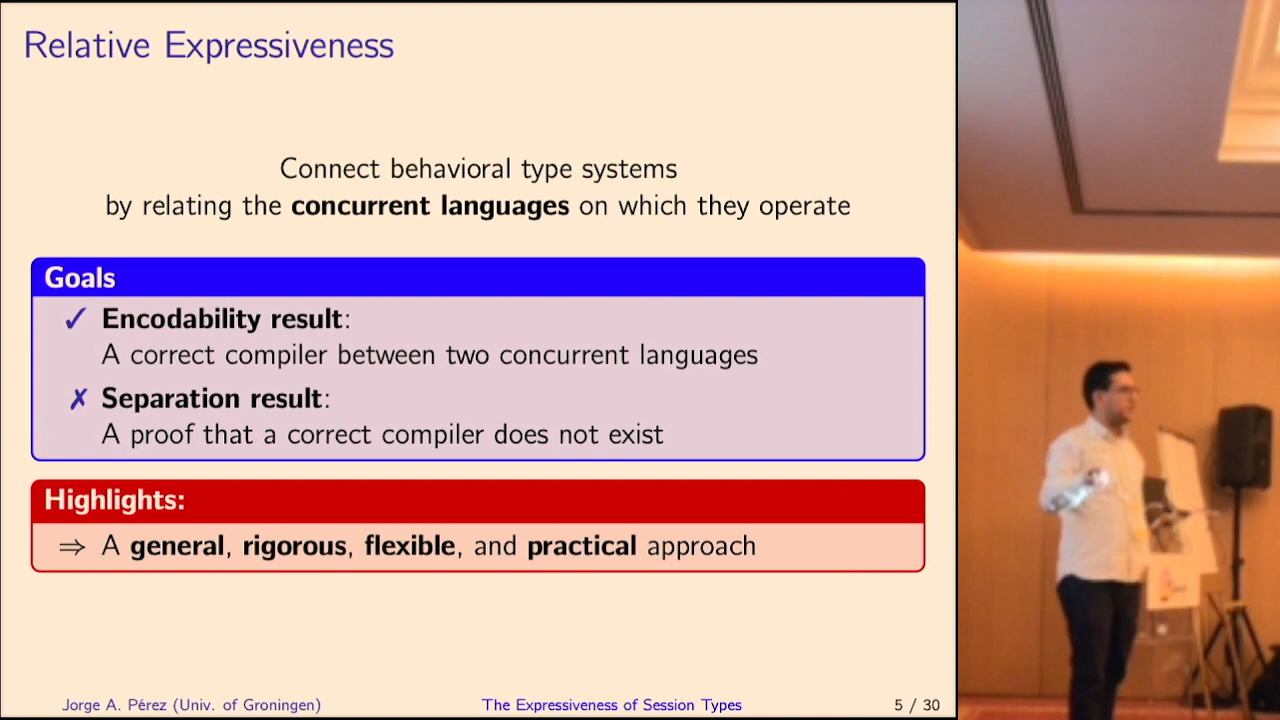 Relative Expressiveness
Connect behavioral type systems
by relating the concurrent languages on which they operate
Goals
✓ Encodability result:
A correct compiler between two concurrent languages
✗ Separation result:
A proof that a correct compiler does not exist
Highlights:
⇒ A general, rigorous, flexible, and practical approach
Jorge A. Pérez (Univ. of Groningen) The Expressiveness of Session Types 5 / 30